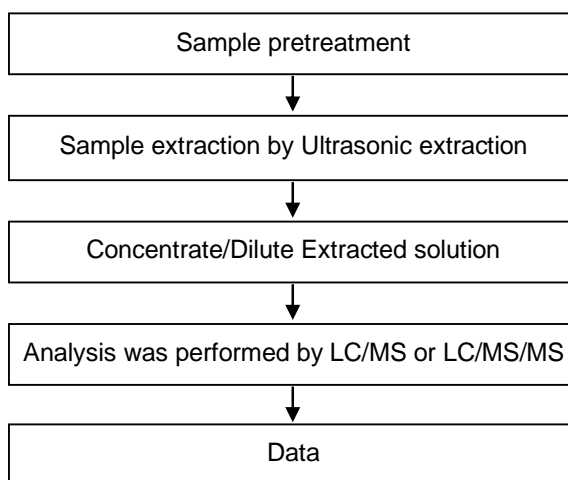 Sample pretreatment
Sample extraction by Ultrasonic extraction
Concentrate/Dilute Extracted solution
Analysis was performed by LC/MS or LC/MS/MS
Data